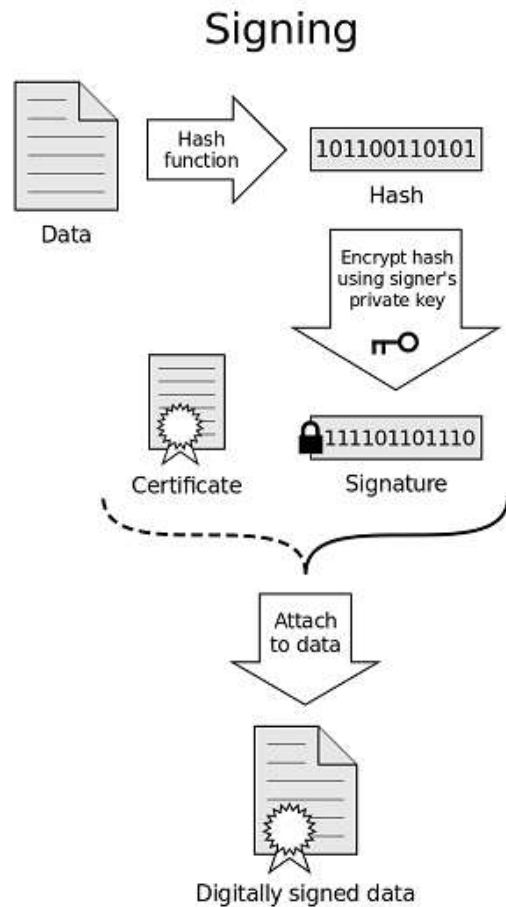 Signing
Hash
function
101100110101
Hash
Data
Encrypt hash
using signer's
private key
111101101110
Certificate
Signature
Attach
to data
Digitally signed data